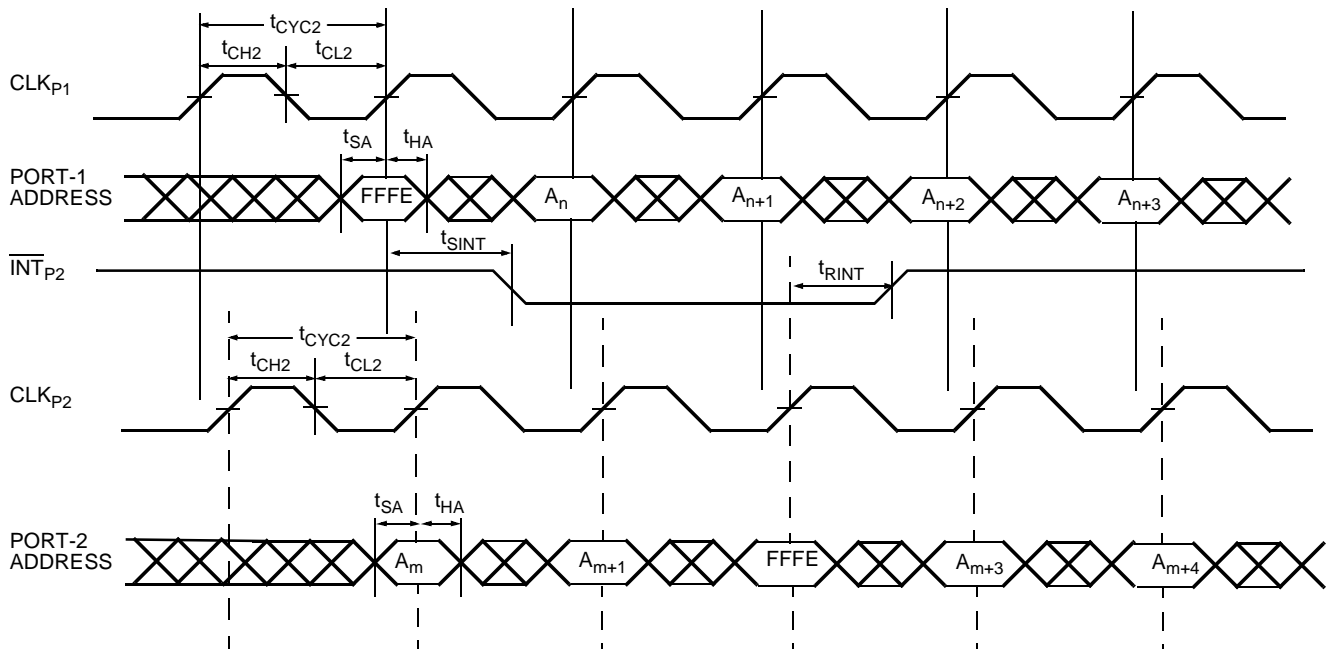 tCYC2
tCH2 tCL2
CLKP1
tSA tHA
PORT-1
ADDRESS
FFFE An An+1 An+2 An+3
tSINT
INTP2
tRINT
tCYC2
tCH2 tCL2
CLKP2
tSA tHA
PORT-2
ADDRESS
Am Am+1 FFFE Am+3 Am+4